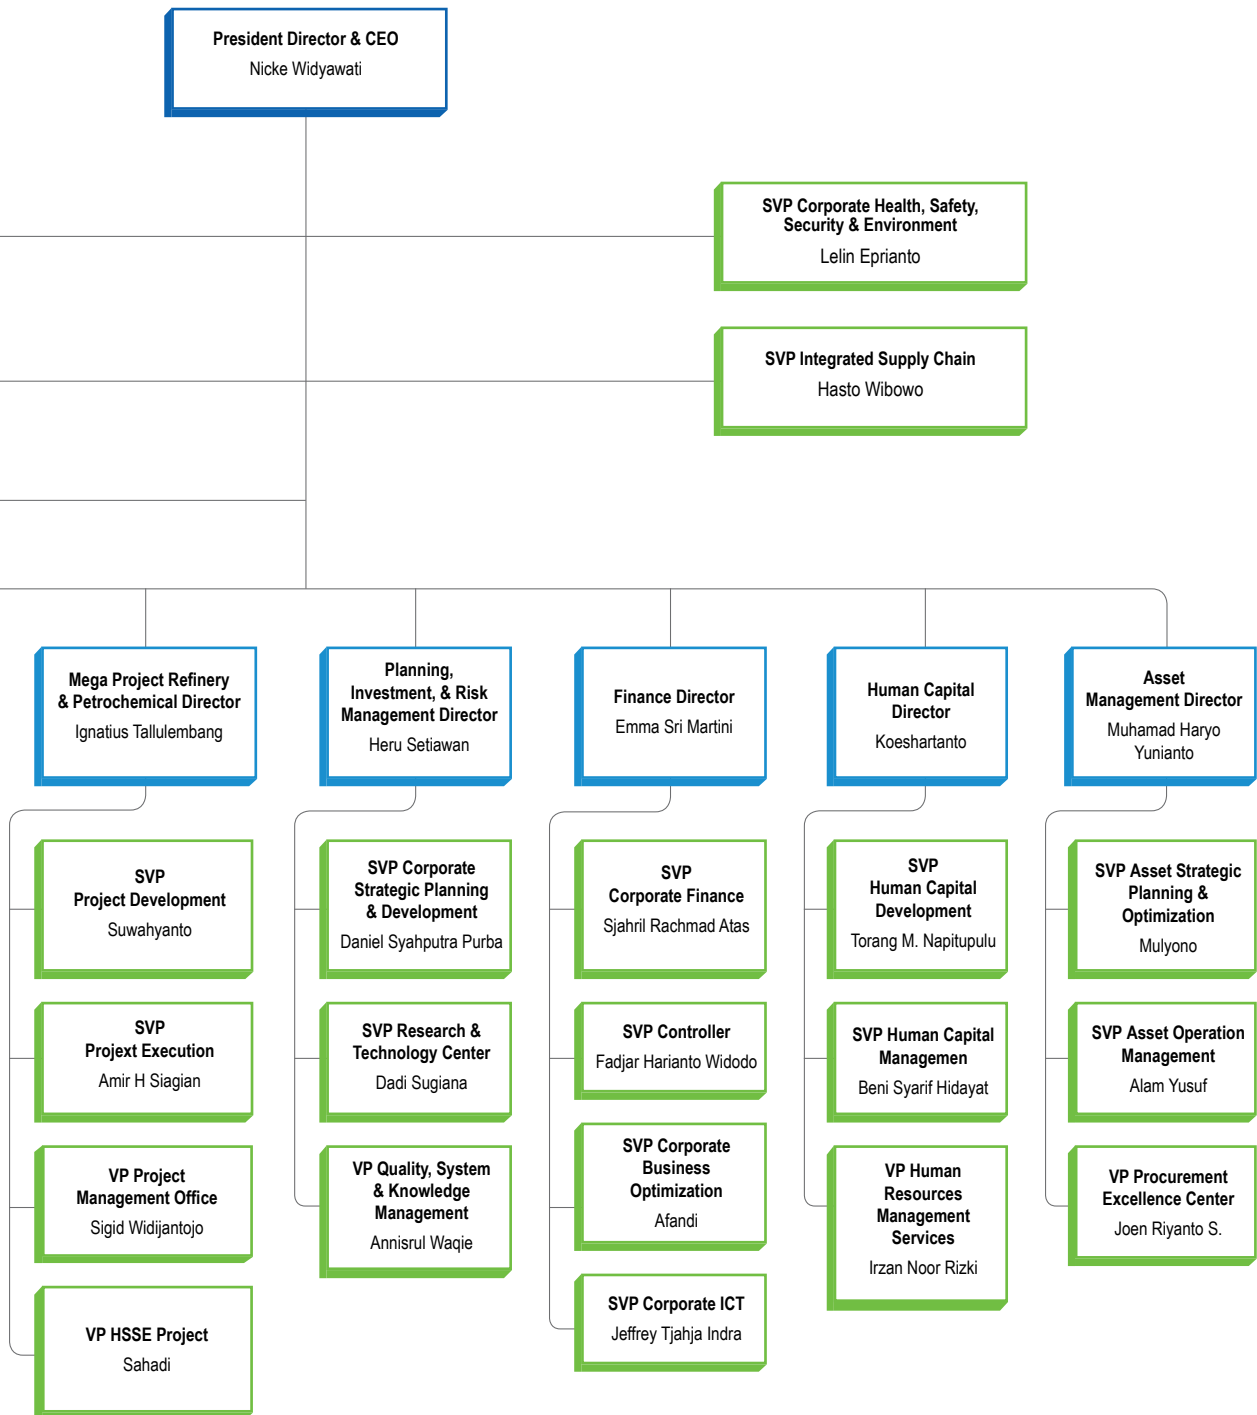 President Director & CEO
Nicke Widyawati
SVP Corporate Health, Safety,
Security & Environment
Lelin Eprianto
SVP Integrated Supply Chain
Hasto Wibowo
Mega Project Refinery
& Petrochemical Director
Ignatius Tallulembang
Planning,
Investment, & Risk
Management Director
Heru Setiawan
Finance Director
Emma Sri Martini
Human Capital
Director
Koeshartanto
Asset
Management Director
Muhamad Haryo
Yunianto
SVP
Project Development
Suwahyanto
SVP
Projext Execution
Amir H Siagian
VP Project
Management Office
Sigid Widijantojo
VP HSSE Project
Sahadi
SVP Corporate
Strategic Planning
& Development
Daniel Syahputra Purba
SVP Research &
Technology Center
Dadi Sugiana
VP Quality, System
& Knowledge
Management
Annisrul Waqie
SVP
Corporate Finance
Sjahril Rachmad Atas
SVP Controller
Fadjar Harianto Widodo
SVP Corporate
Business
Optimization
Afandi
SVP Corporate ICT
Jeffrey Tjahja Indra
SVP
Human Capital
Development
Torang M. Napitupulu
SVP Human Capital
Managemen
Beni Syarif Hidayat
VP Human
Resources
Management
Services
Irzan Noor Rizki
SVP Asset Strategic
Planning &
Optimization
Mulyono
SVP Asset Operation
Management
Alam Yusuf
VP Procurement
Excellence Center
Joen Riyanto S.